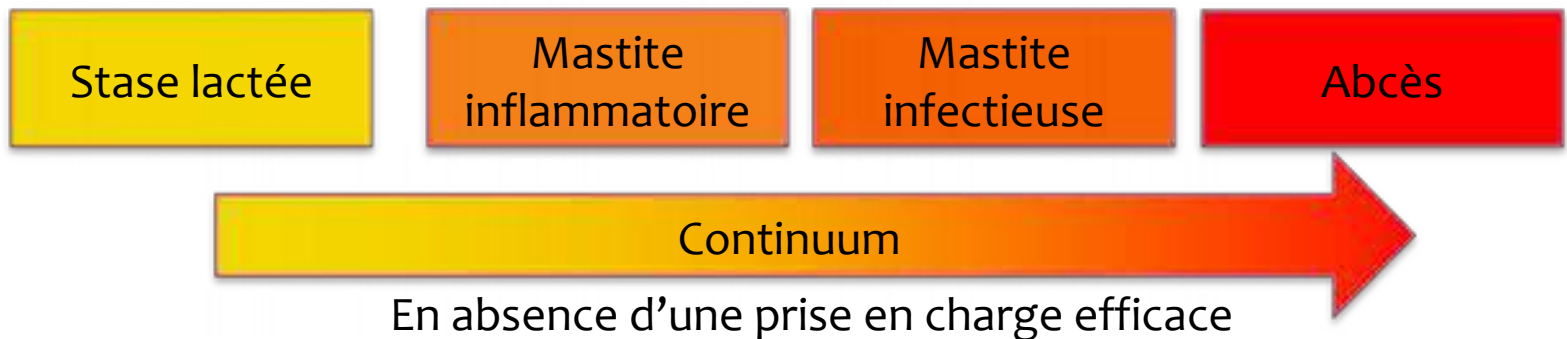 Stase lactée
Mastite
inflammatoire
Mastite
infectieuse
Abcès
Continuum
En absence d’une prise en charge efficace